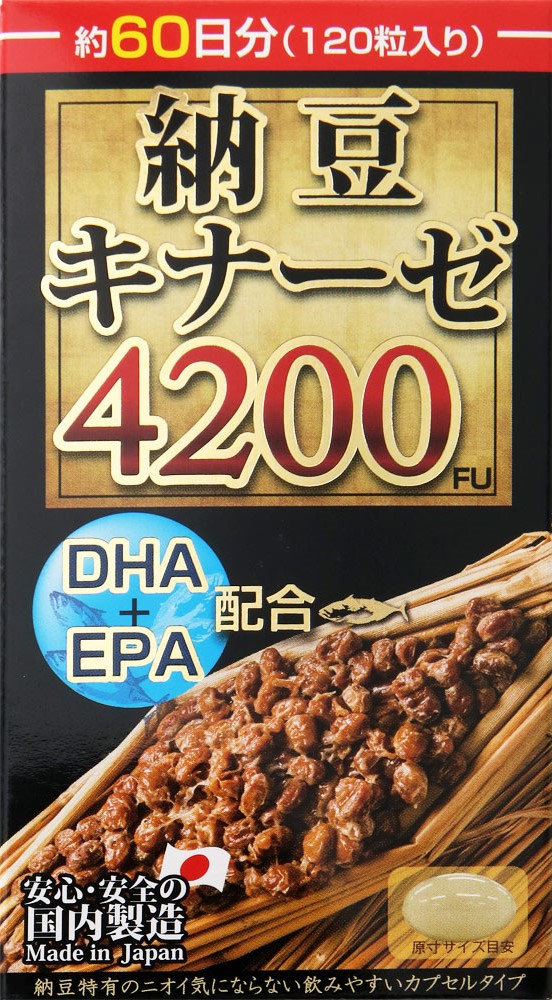 約60日分(120粒入り)
納豆
キナーゼ
4200FU
DHA
+
EPA
配合
安心・安全の
国内製造
Made in Japan
原寸サイズ目安
納豆特有のニオイ気にならない飲みやすいカプセルタイプ